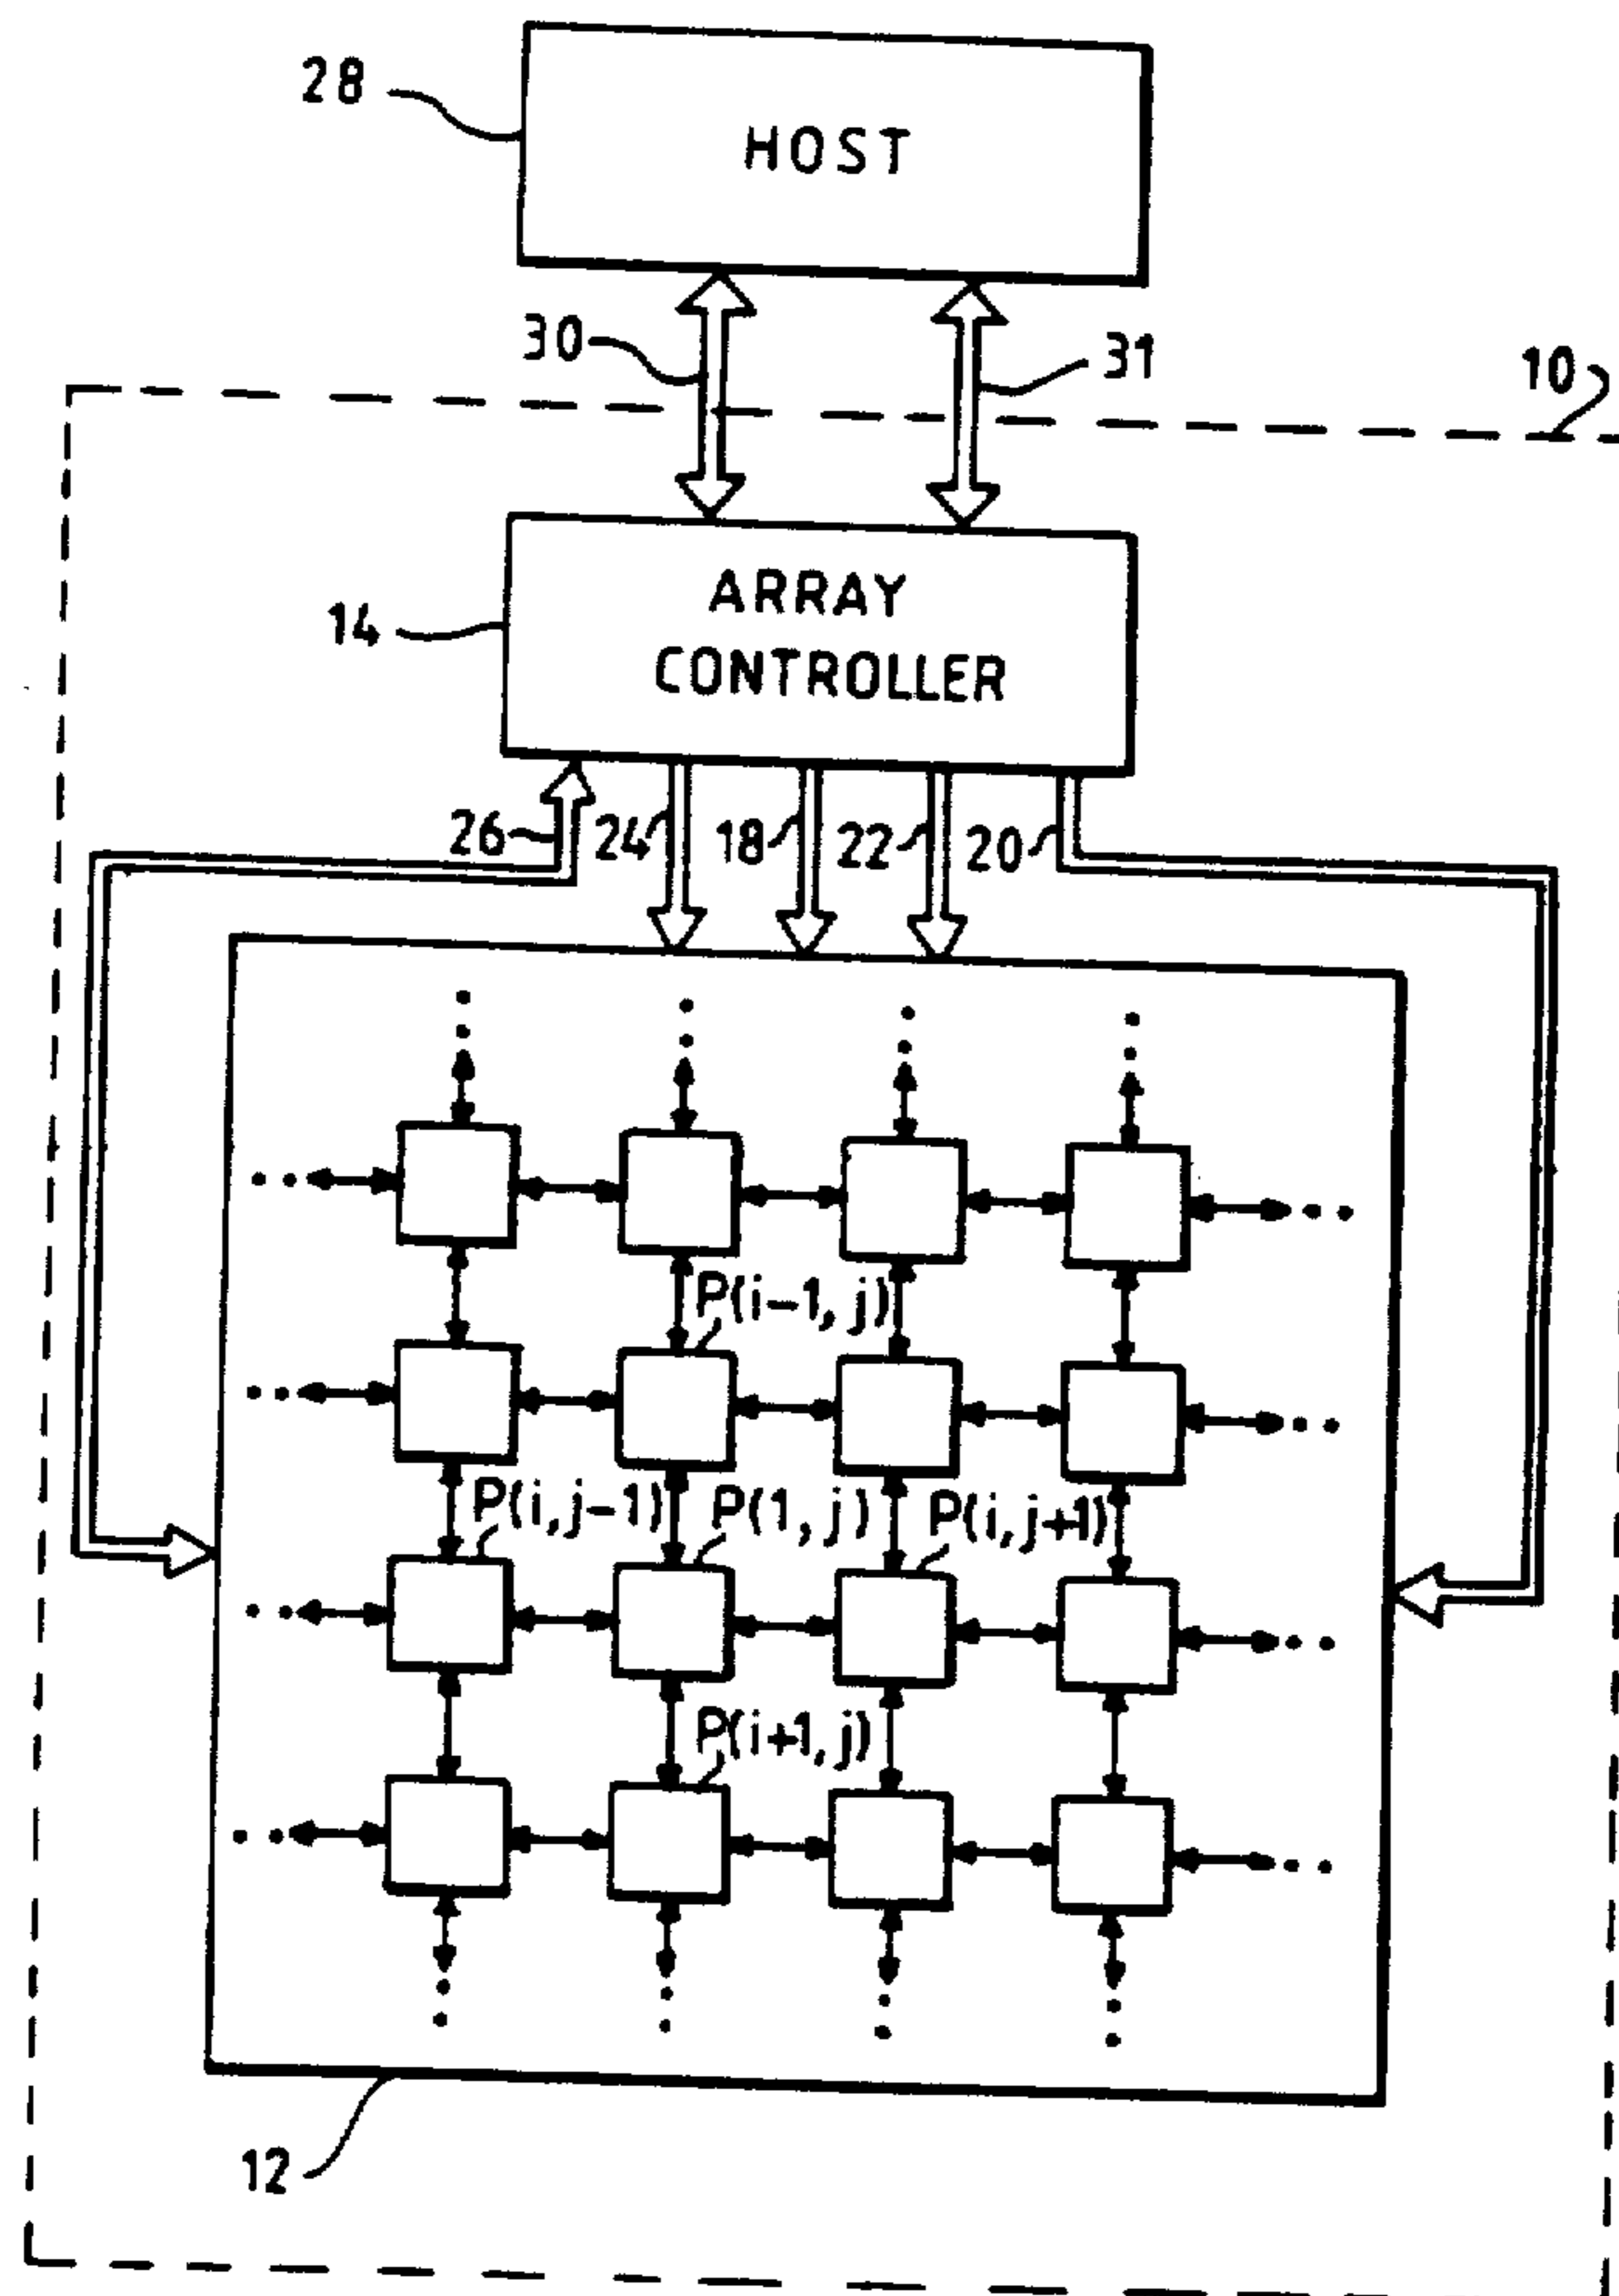 28
HOST
30
31
10
14
ARRAY
CONTROLLER
26
24
18
22
20
P(i-1, j)
P(i, j-1)
P(1, j)
P(i, j+1)
P(i+1, j)
12